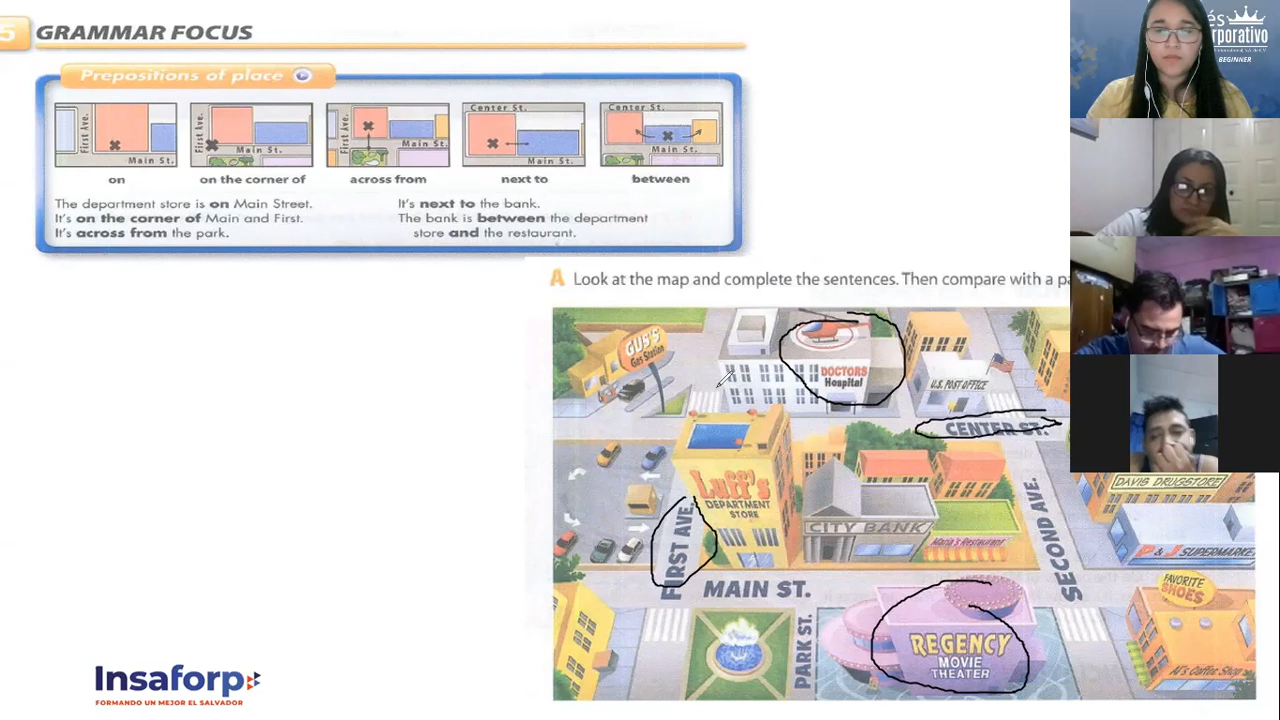 5 GRAMMAR FOCUS
Prepositions of place
First Ave.
Main St.
on
First Ave.
Main St.
on the corner of
First Ave.
Main St.
across from
Center St.
Main St.
next to
Center St.
Main St.
between
The department store is on Main Street.
It's on the corner of Main and First.
It's across from the park.
It's next to the bank.
The bank is between the department
store and the restaurant.
A Look at the map and complete the sentences. Then compare with a pa
GUS'S
Gas Station
DOCTORS
Hospital
U.S. POST OFFICE
CENTER ST.
Luff's
DEPARTMENT
STORE
CITY BANK
Maria's Restaurant
FIRST AVE.
SECOND AVE.
DAVIS DRUGSTORE
P & J SUPERMARKE
MAIN ST.
PARK ST.
REGENCY
MOVIE
THEATER
FAVORITE
SHOES
Al's Coffee Shop
Insaforp
FORMANDO UN MEJOR EL SALVADOR
és
rporativo
BEGINNER